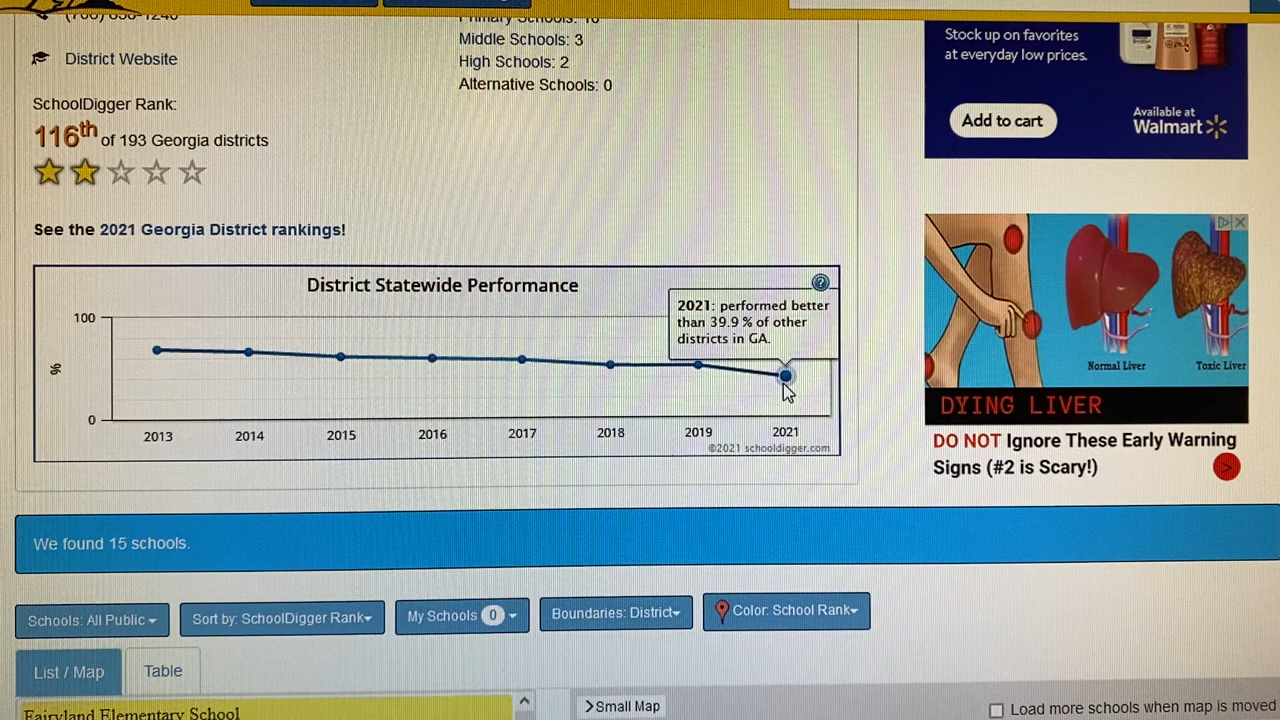 (706) 638-1240
Primary Schools: 10
Middle Schools: 3
District Website
High Schools: 2
Alternative Schools: 0
SchoolDigger Rank:
116th of 193 Georgia districts
See the 2021 Georgia District rankings!
District Statewide Performance
?
2021: performed better
than 39.9 % of other
districts in GA.
100
%
0
2013 2014 2015 2016 2017 2018 2019 2021
©2021 schooldigger.com
Stock up on favorites
at everyday low prices.
Add to cart
Available at
Walmart
Normal Liver
Toxic Liver
DYING LIVER
DO NOT Ignore These Early Warning
Signs (#2 is Scary!)
We found 15 schools.
Schools: All Public
Sort by: SchoolDigger Rank
My Schools 0
Boundaries: District
Color: School Rank
List / Map
Table
Fairyland Elementary School
Small Map
Load more schools when map is moved